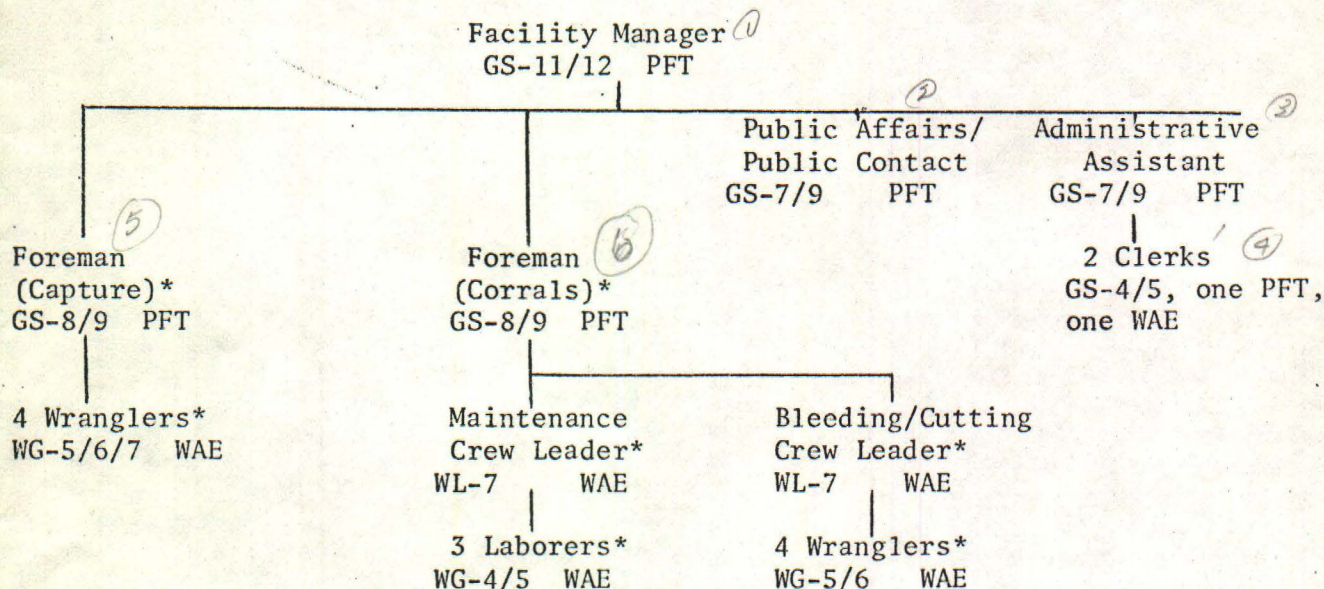 Facility Manager ①
GS-11/12 PFT
②
③
Public Affairs/
Public Contact
GS-7/9 PFT
Administrative
Assistant
GS-7/9 PFT
④
2 Clerks
GS-4/5, one PFT,
one WAE
⑤
Foreman
(Capture)*
GS-8/9 PFT
4 Wranglers*
WG-5/6/7 WAE
⑥
Foreman
(Corrals)*
GS-8/9 PFT
Maintenance
Crew Leader*
WL-7 WAE
3 Laborers*
WG-4/5 WAE
Bleeding/Cutting
Crew Leader*
WL-7 WAE
4 Wranglers*
WG-5/6 WAE